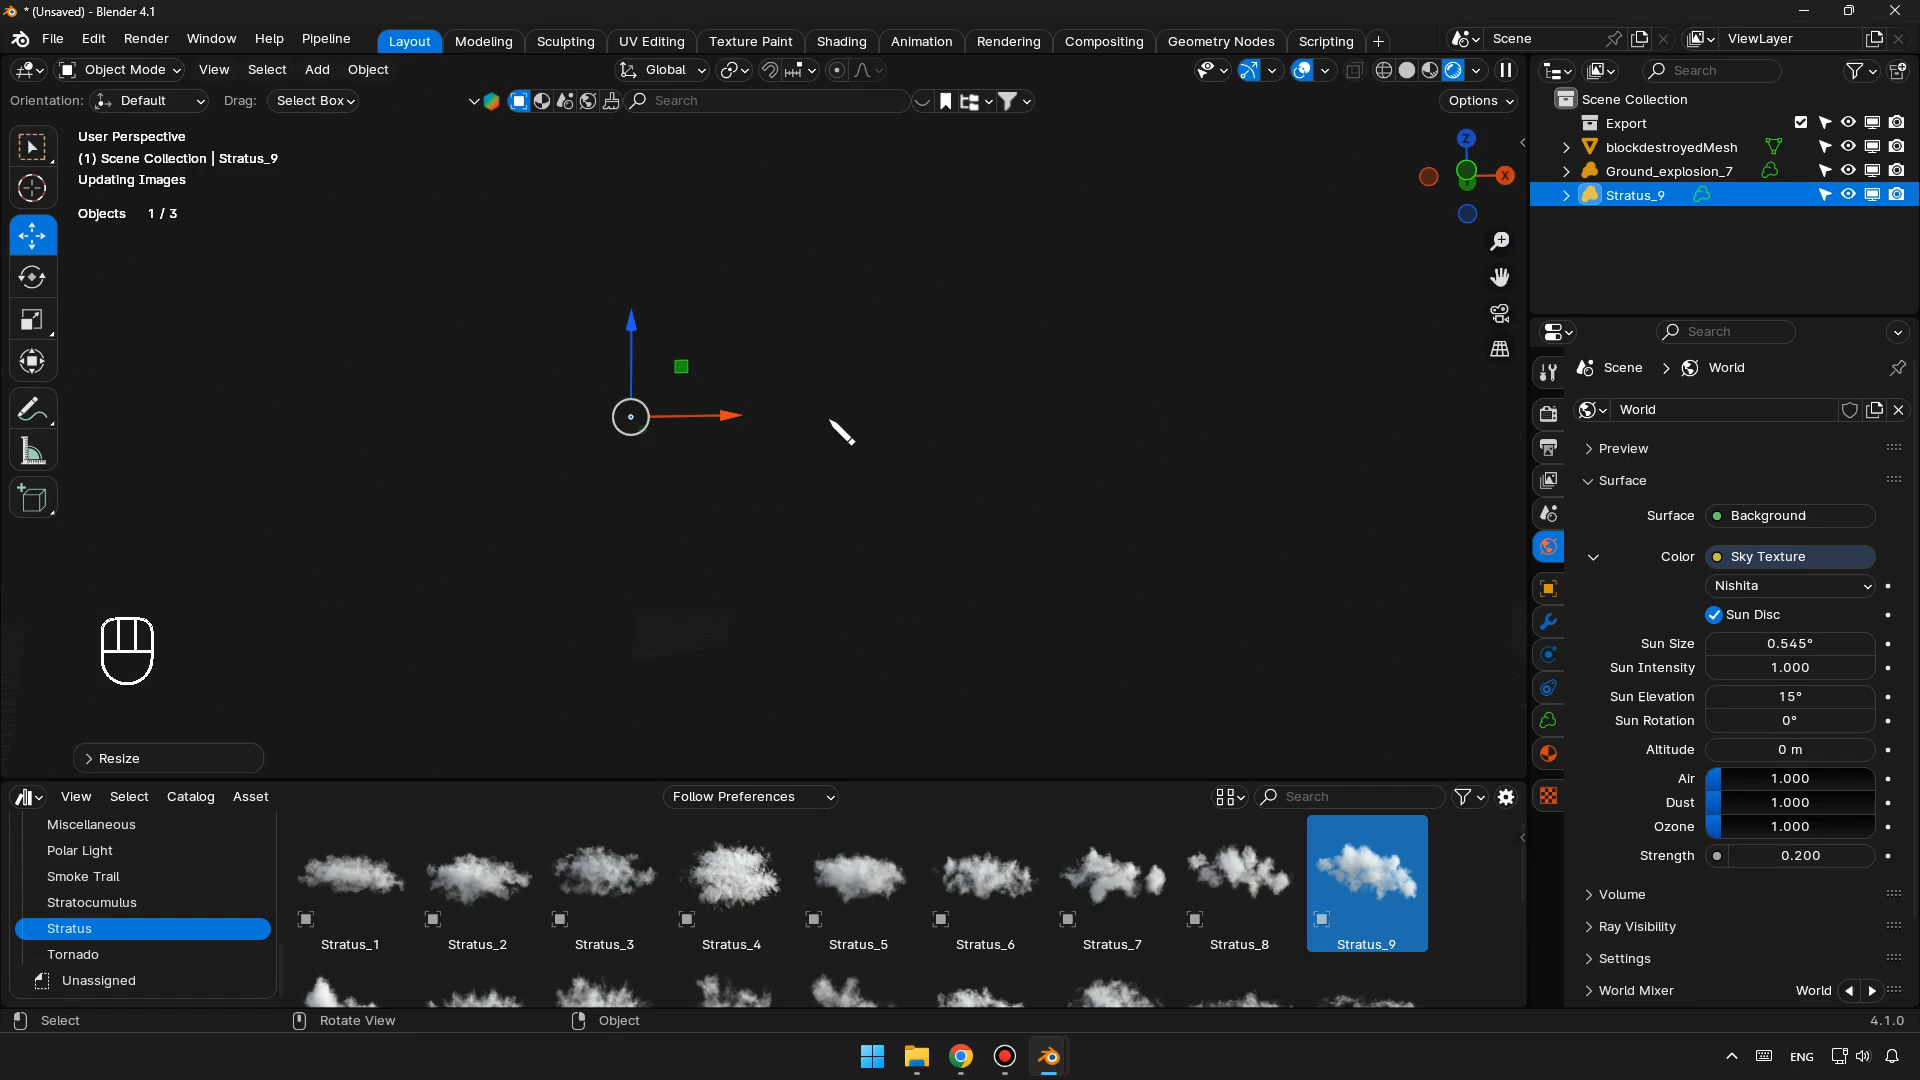 * (Unsaved) - Blender 4.1
File Edit Render Window Help Pipeline
Layout Modeling Sculpting UV Editing Texture Paint Shading Animation Rendering Compositing Geometry Nodes Scripting +
Scene
ViewLayer
Object Mode View Select Add Object
Global
Search
Orientation: Default Drag: Select Box
Search
Options
User Perspective
(1) Scene Collection | Stratus_9
Updating Images
Objects 1 / 3
Z
X
Scene Collection
Export
blockdestroyedMesh
Ground_explosion_7
Stratus_9
Search
Scene > World
World
Preview
Surface
Surface Background
Color Sky Texture
Nishita
Sun Disc
Sun Size 0.545°
Sun Intensity 1.000
Sun Elevation 15°
Sun Rotation 0°
Altitude 0 m
Air 1.000
Dust 1.000
Ozone 1.000
Strength 0.200
Volume
Ray Visibility
Settings
World Mixer World
Resize
View Select Catalog Asset
Follow Preferences
Search
Miscellaneous
Polar Light
Smoke Trail
Stratocumulus
Stratus
Tornado
Unassigned
Stratus_1 Stratus_2 Stratus_3 Stratus_4 Stratus_5 Stratus_6 Stratus_7 Stratus_8 Stratus_9
Select Rotate View Object
4.1.0
ENG